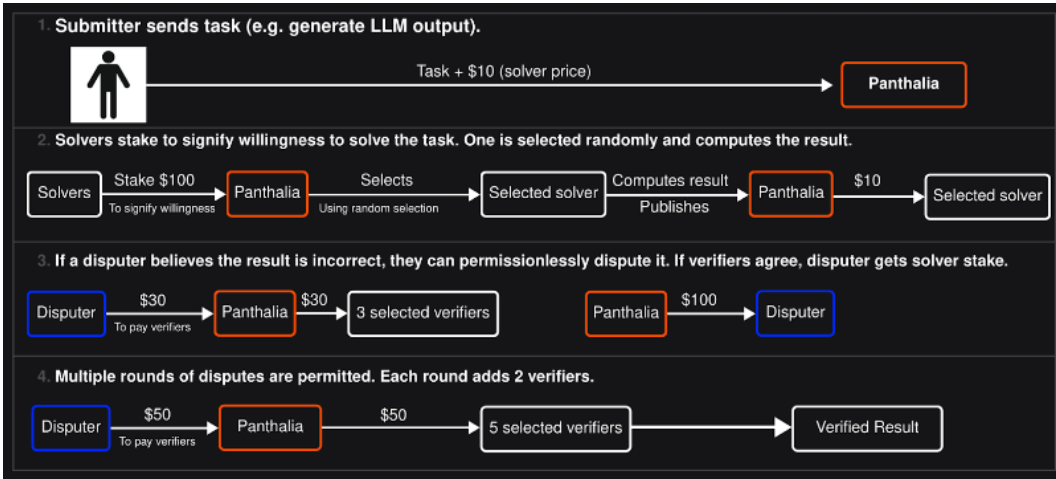 1. Submitter sends task (e.g. generate LLM output).
Task + $10 (solver price)
Panthalia
2. Solvers stake to signify willingness to solve the task. One is selected randomly and computes the result.
Solvers
Stake $100
To signify willingness
Panthalia
Selects
Using random selection
Selected solver
Computes result
Publishes
Panthalia
$10
Selected solver
3. If a disputer believes the result is incorrect, they can permissionlessly dispute it. If verifiers agree, disputer gets solver stake.
Disputer
$30
To pay verifiers
Panthalia
$30
3 selected verifiers
Panthalia
$100
Disputer
4. Multiple rounds of disputes are permitted. Each round adds 2 verifiers.
Disputer
$50
To pay verifiers
Panthalia
$50
5 selected verifiers
Verified Result